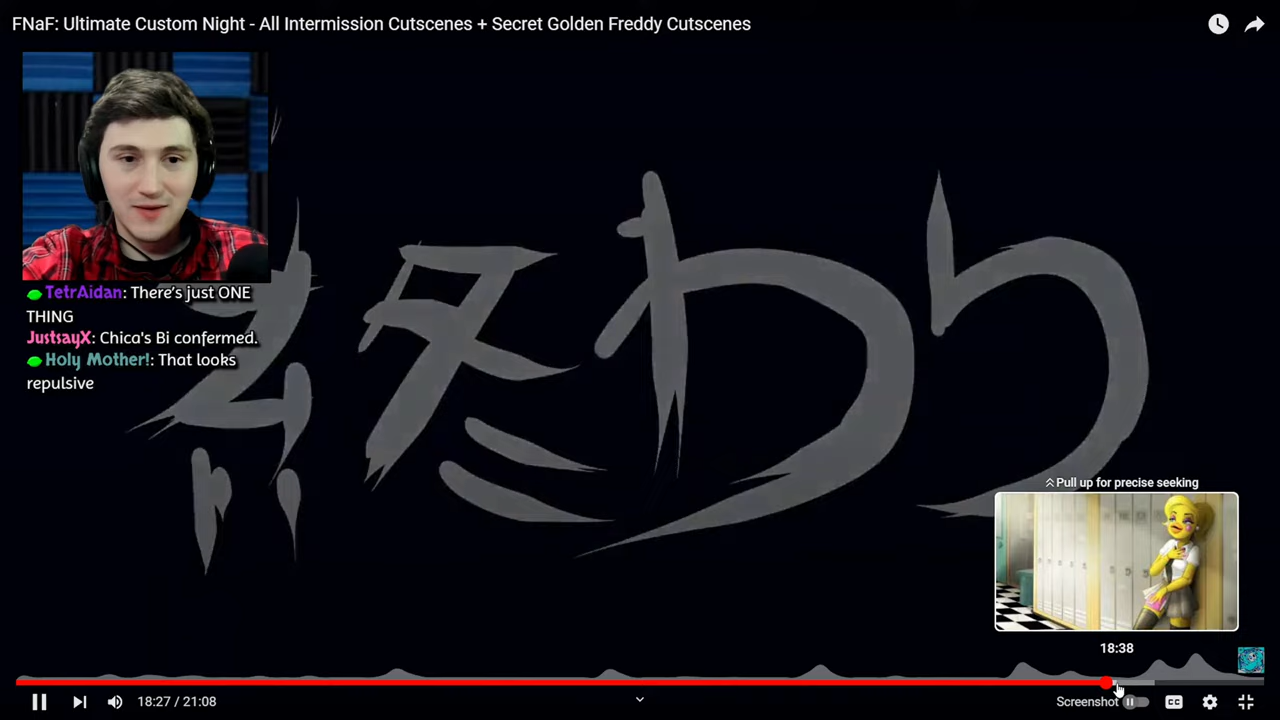 FNaF: Ultimate Custom Night - All Intermission Cutscenes + Secret Golden Freddy Cutscenes
TetrAidan: There's just ONE
THING
JustsayX: Chica's Bi confermed.
Holy Mother!: That looks
repulsive
終わり
Pull up for precise seeking
18:38
18:27 / 21:08
Screenshot
CC